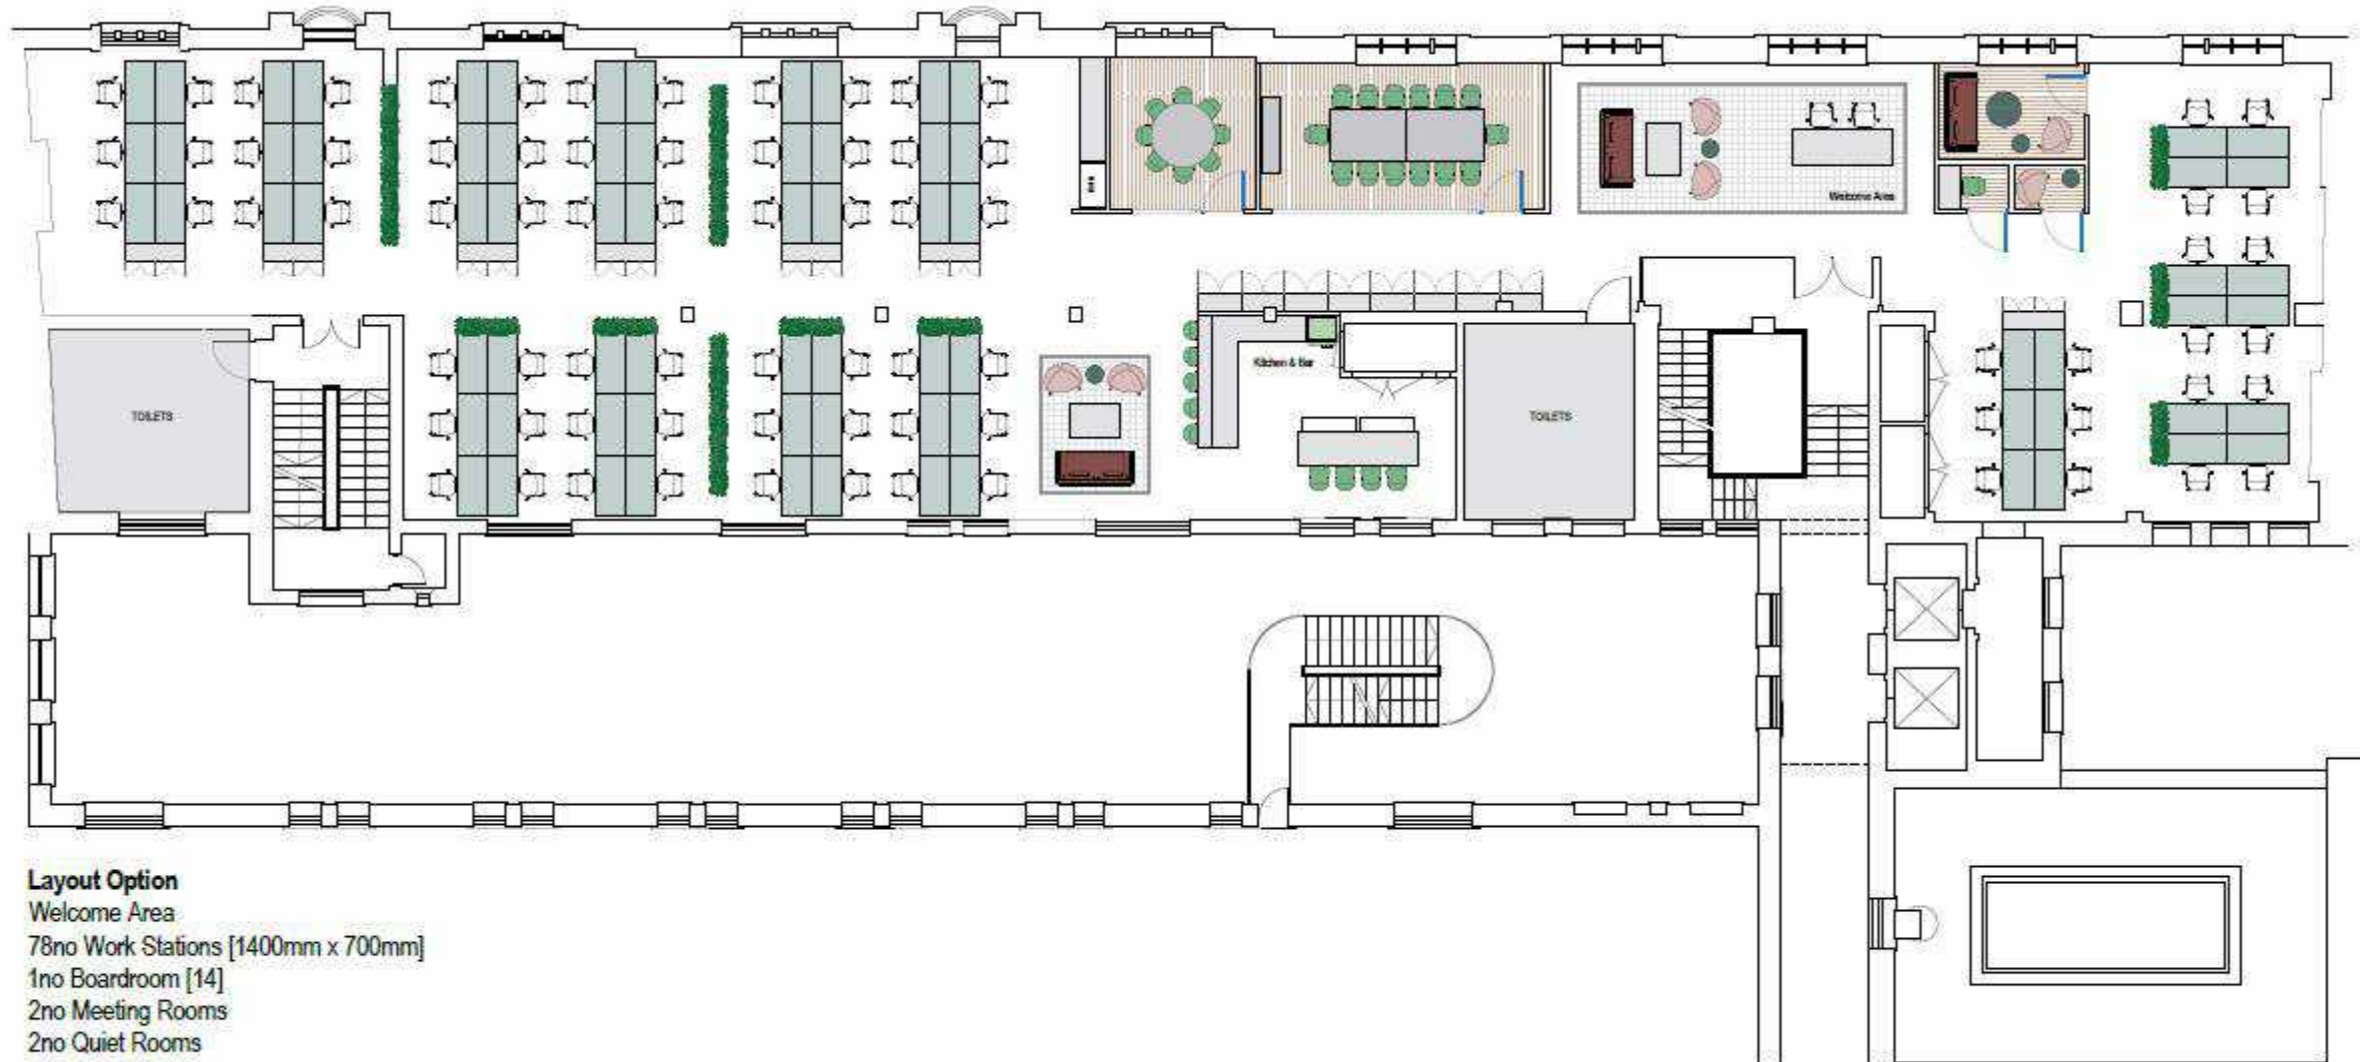 Welcome Area
TOILETS
Kitchen & Bar
TOILETS
Layout Option
Welcome Area
78no Work Stations [1400mm x 700mm]
1no Boardroom [14]
2no Meeting Rooms
2no Quiet Rooms